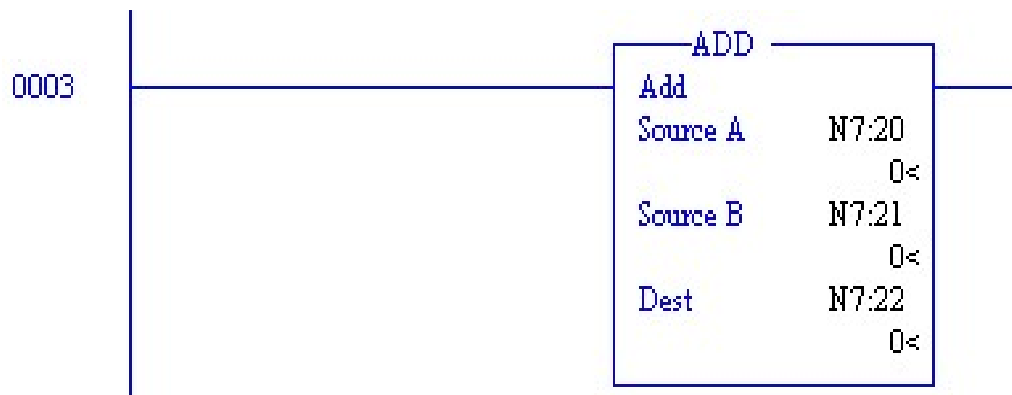 ADD
0003
Add
Source A N7:20
0<
Source B N7:21
0<
Dest N7:22
0<